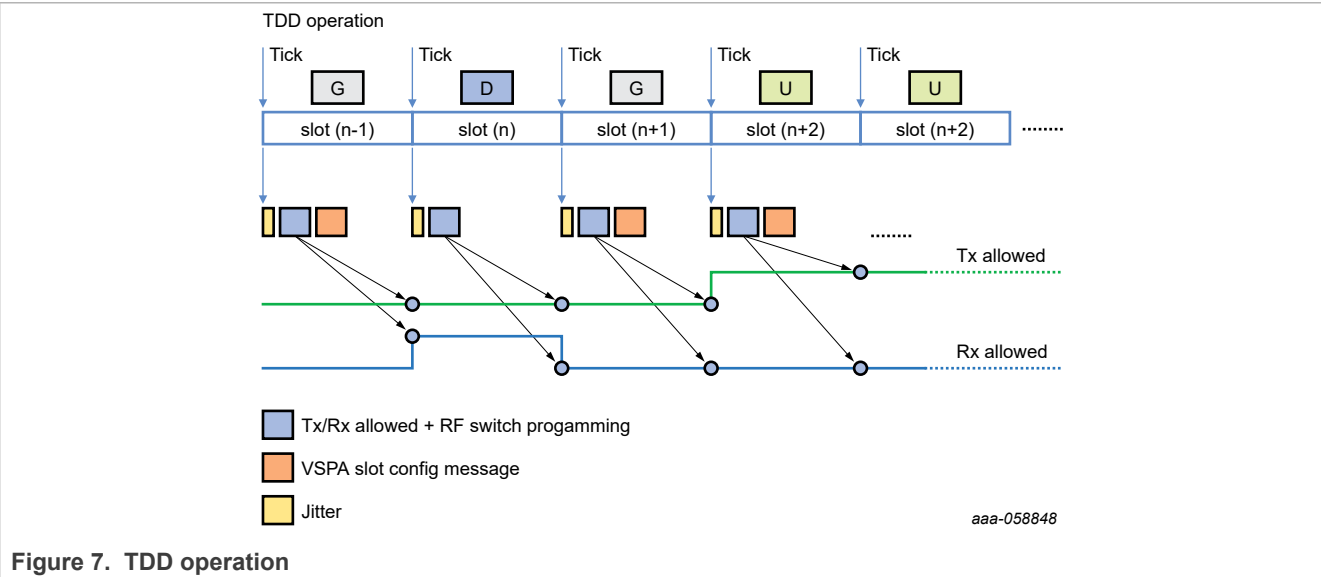 TDD operation
Tick Tick Tick Tick Tick
G D G U U
slot (n-1) slot (n) slot (n+1) slot (n+2) slot (n+2) ........
........
Tx allowed
Rx allowed
Tx/Rx allowed + RF switch progamming
VSPA slot config message
Jitter
aaa-058848
Figure 7. TDD operation